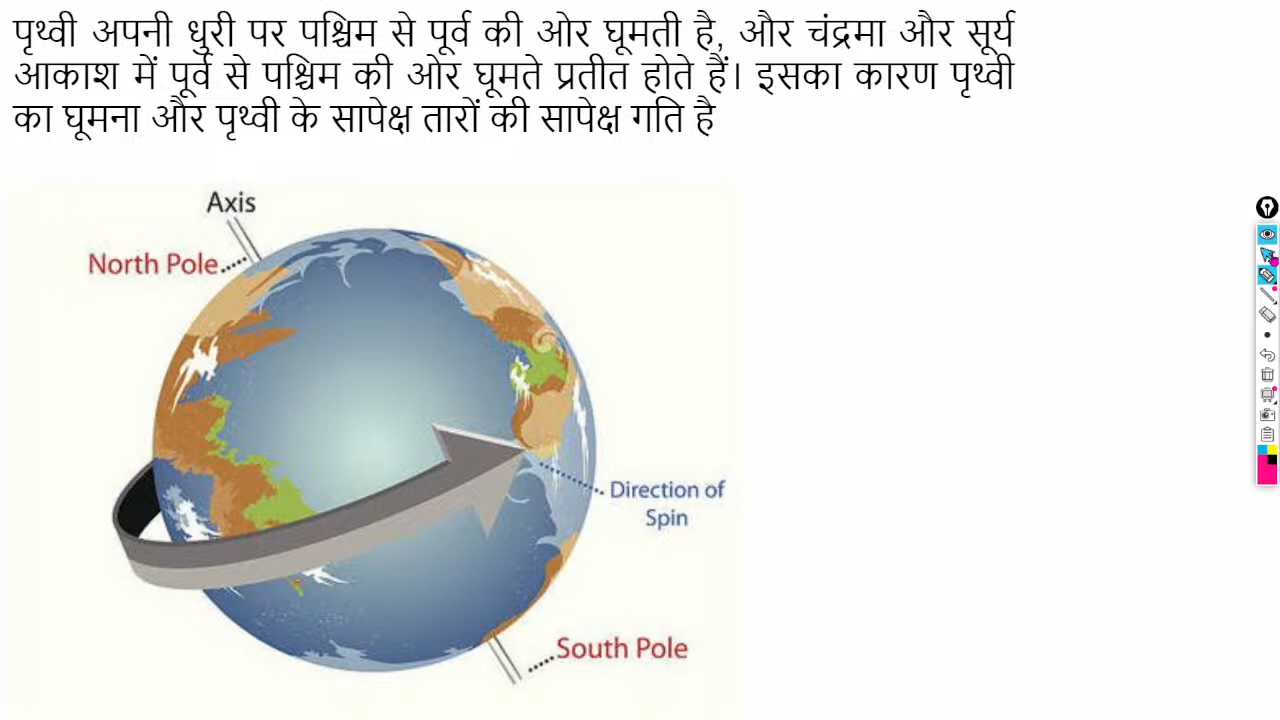 पृथ्वी अपनी धुरी पर पश्चिम से पूर्व की ओर घूमती है, और चंद्रमा और सूर्य
आकाश में पूर्व से पश्चिम की ओर घूमते प्रतीत होते हैं। इसका कारण पृथ्वी
का घूमना और पृथ्वी के सापेक्ष तारों की सापेक्ष गति है
Axis
North Pole
Direction of
Spin
South Pole